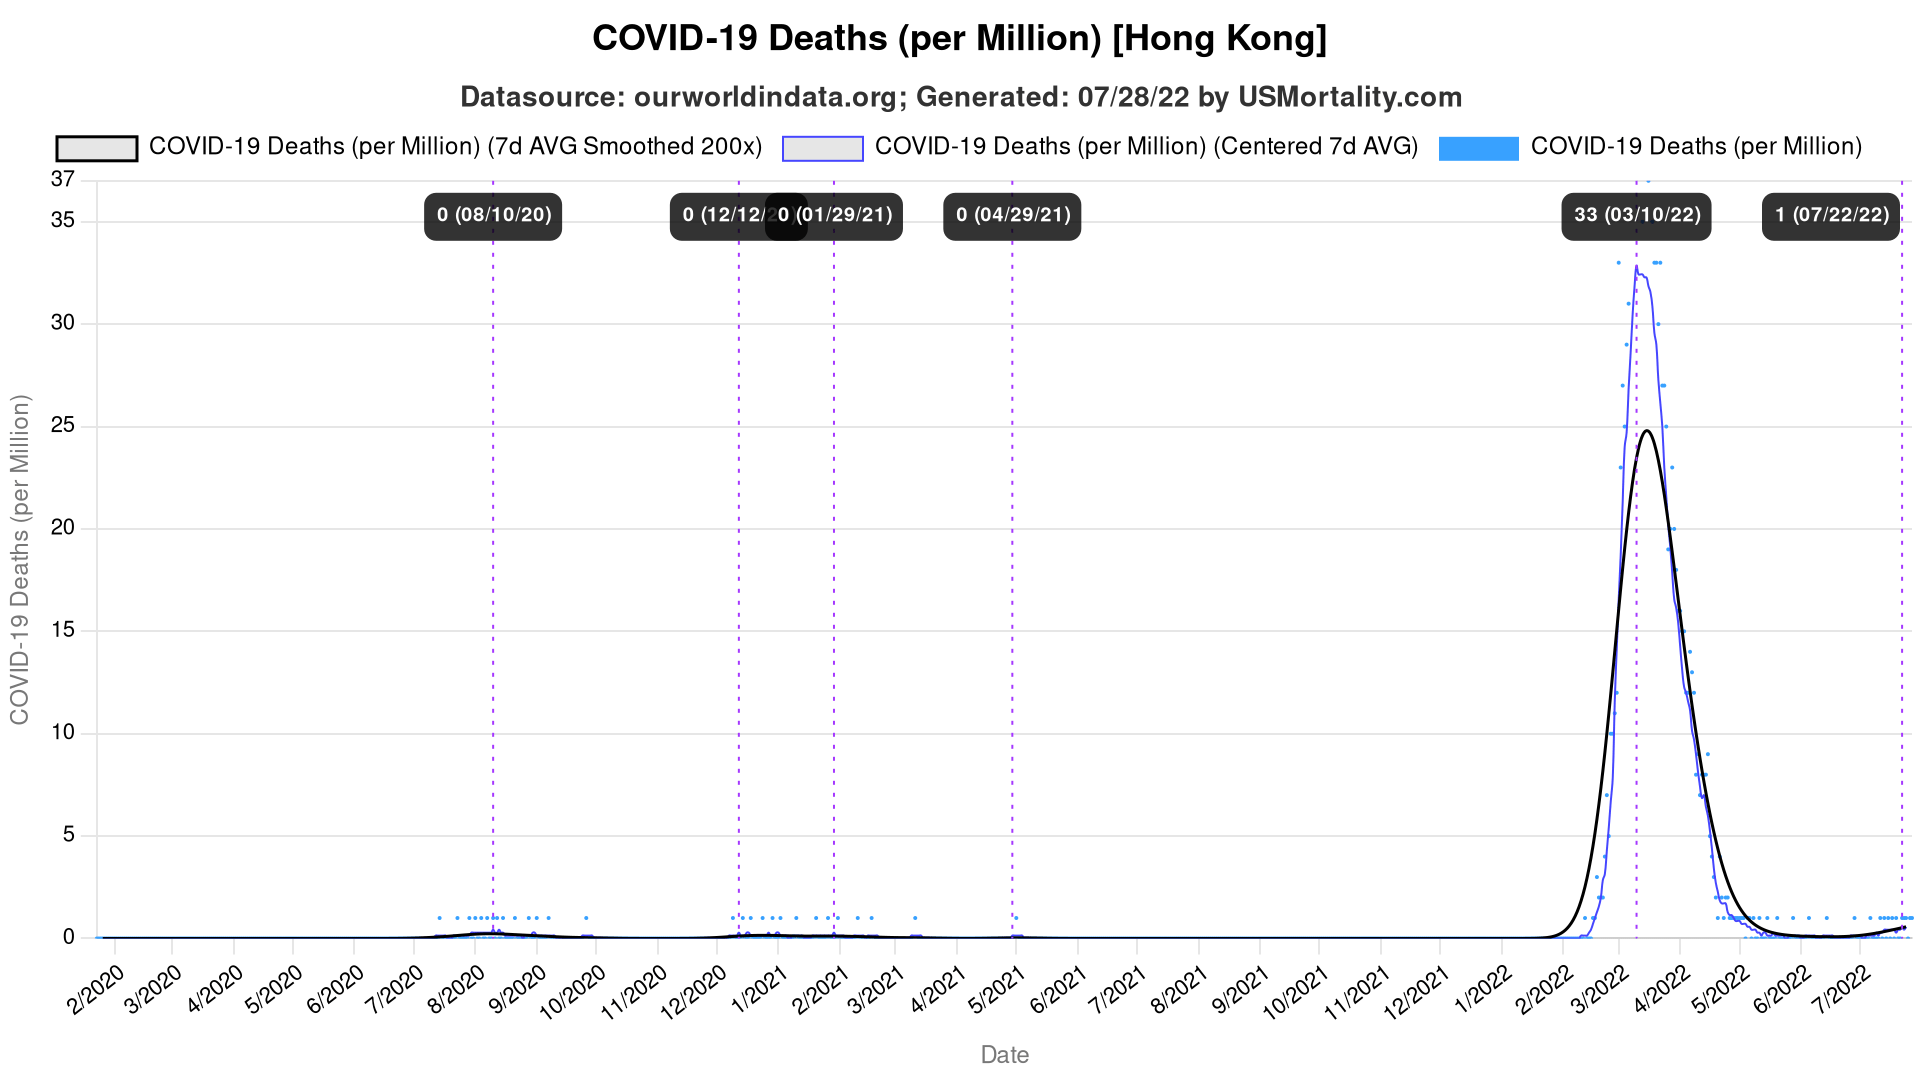 COVID-19 Deaths (per Million) [Hong Kong]
Datasource: ourworldindata.org; Generated: 07/28/22 by USMortality.com
COVID-19 Deaths (per Million) (7d AVG Smoothed 200x) COVID-19 Deaths (per Million) (Centered 7d AVG) COVID-19 Deaths (per Million)
37
35
30
25
20
15
10
5
0
COVID-19 Deaths (per Million)
0 (08/10/20) 0 (12/12/20) 0 (01/29/21) 0 (04/29/21) 33 (03/10/22) 1 (07/22/22)
2/2020 3/2020 4/2020 5/2020 6/2020 7/2020 8/2020 9/2020 10/2020 11/2020 12/2020 1/2021 2/2021 3/2021 4/2021 5/2021 6/2021 7/2021 8/2021 9/2021 10/2021 11/2021 12/2021 1/2022 2/2022 3/2022 4/2022 5/2022 6/2022 7/2022
Date